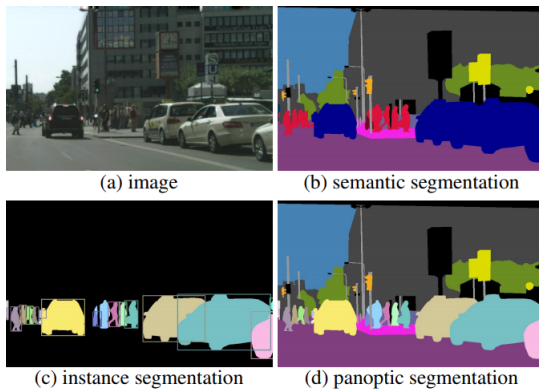 (a) image
(b) semantic segmentation
(c) instance segmentation
(d) panoptic segmentation